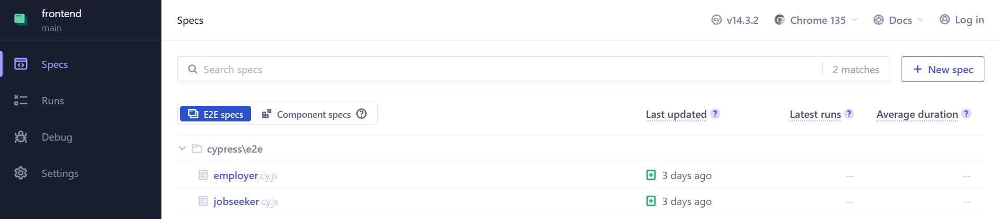 frontend
main
Specs
Runs
Debug
Settings
Specs
v14.3.2 Chrome 135 Docs Log in
Search specs 2 matches + New spec
E2E specs Component specs ? Last updated ? Latest runs ? Average duration ?
cypress\e2e
employer.cy.js 3 days ago -- --
jobseeker.cy.js 3 days ago -- --